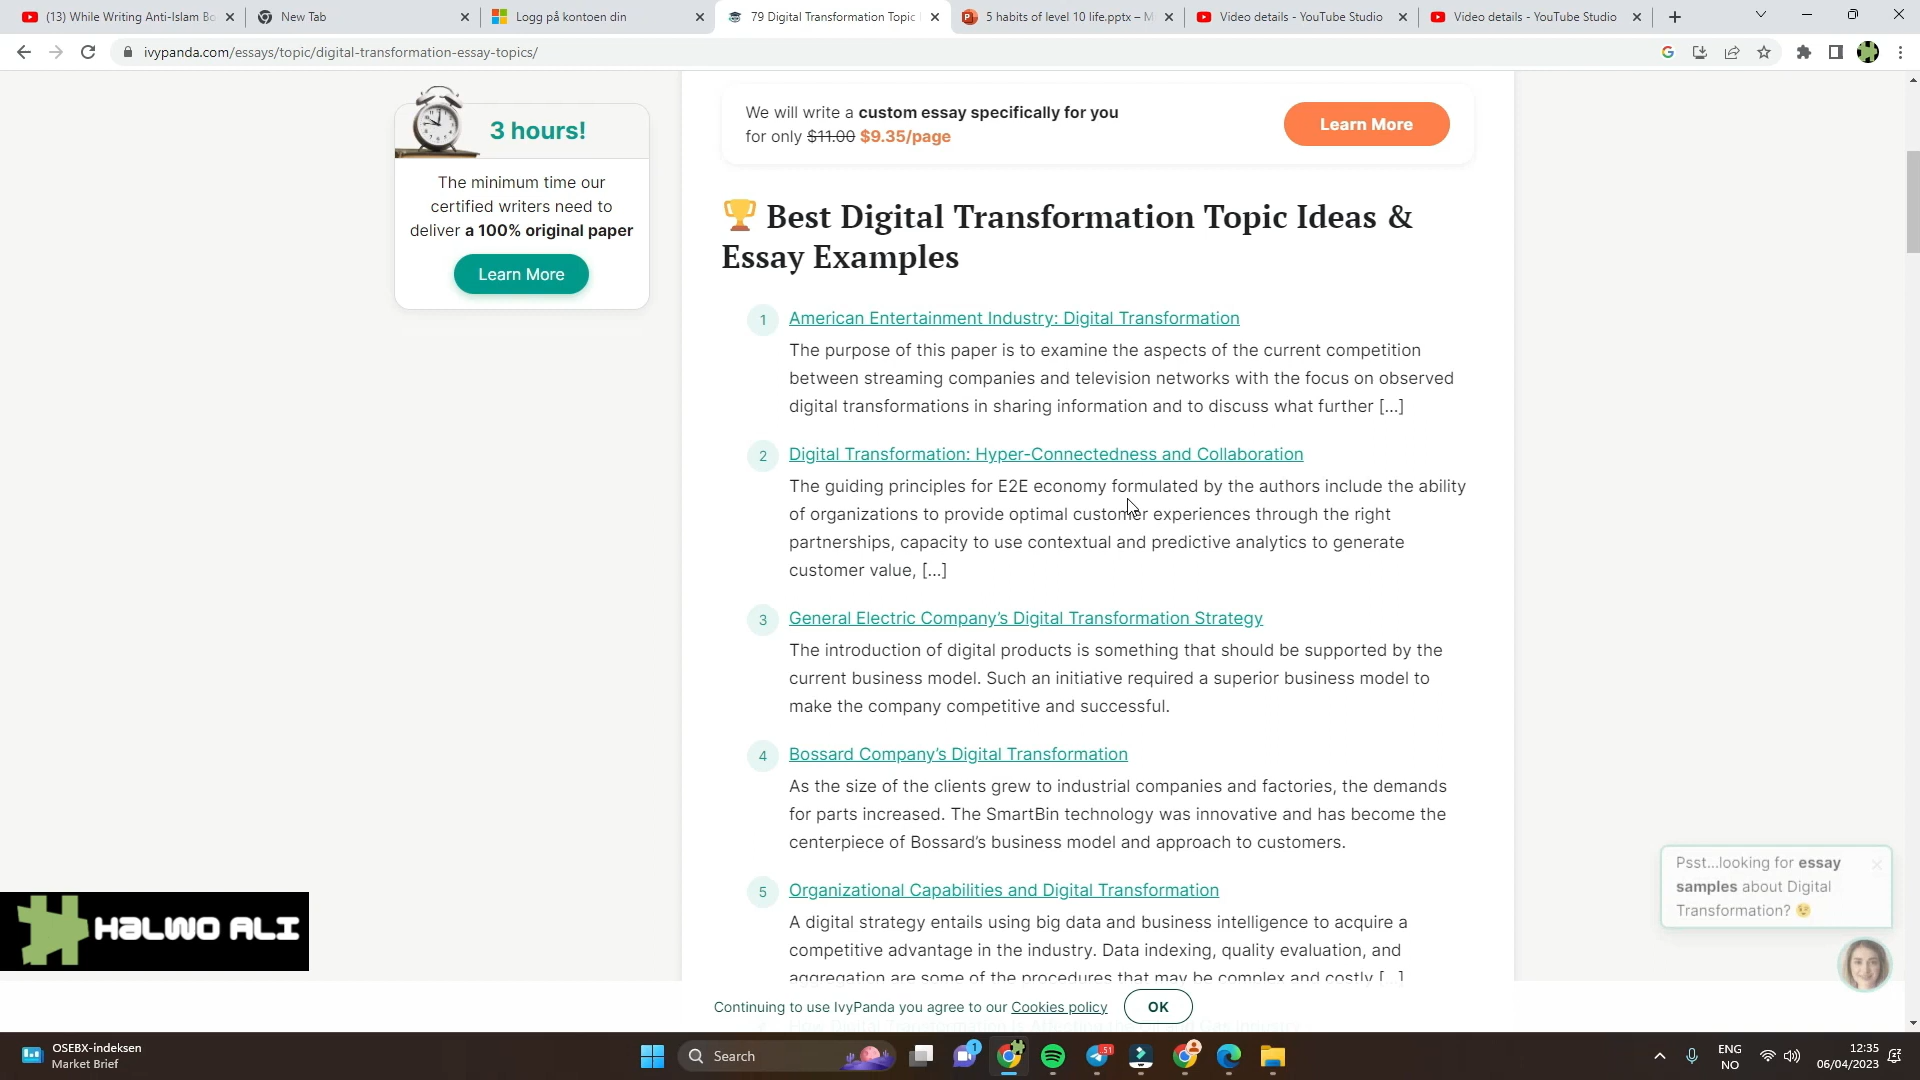 (13) While Writing Anti-Islam Bo
New Tab
Logg på kontoen din
79 Digital Transformation Topic
5 habits of level 10 life.pptx – M
Video details - YouTube Studio
Video details - YouTube Studio
ivypanda.com/essays/topic/digital-transformation-essay-topics/
3 hours!
The minimum time our
certified writers need to
deliver a 100% original paper
Learn More
We will write a custom essay specifically for you
for only $11.00 $9.35/page
Learn More
Best Digital Transformation Topic Ideas &
Essay Examples
1 American Entertainment Industry: Digital Transformation
The purpose of this paper is to examine the aspects of the current competition
between streaming companies and television networks with the focus on observed
digital transformations in sharing information and to discuss what further [...]
2 Digital Transformation: Hyper-Connectedness and Collaboration
The guiding principles for E2E economy formulated by the authors include the ability
of organizations to provide optimal customer experiences through the right
partnerships, capacity to use contextual and predictive analytics to generate
customer value, [...]
3 General Electric Company's Digital Transformation Strategy
The introduction of digital products is something that should be supported by the
current business model. Such an initiative required a superior business model to
make the company competitive and successful.
4 Bossard Company's Digital Transformation
As the size of the clients grew to industrial companies and factories, the demands
for parts increased. The SmartBin technology was innovative and has become the
centerpiece of Bossard's business model and approach to customers.
5 Organizational Capabilities and Digital Transformation
A digital strategy entails using big data and business intelligence to acquire a
competitive advantage in the industry. Data indexing, quality evaluation, and
aggregation are some of the procedures that may be complex and costly [...]
Psst...looking for essay
samples about Digital
Transformation?
HALWO ALI
Continuing to use IvyPanda you agree to our Cookies policy
OK
OSEBX-indeksen
Market Brief
Search
1
51
ENG
NO
12:35
06/04/2023